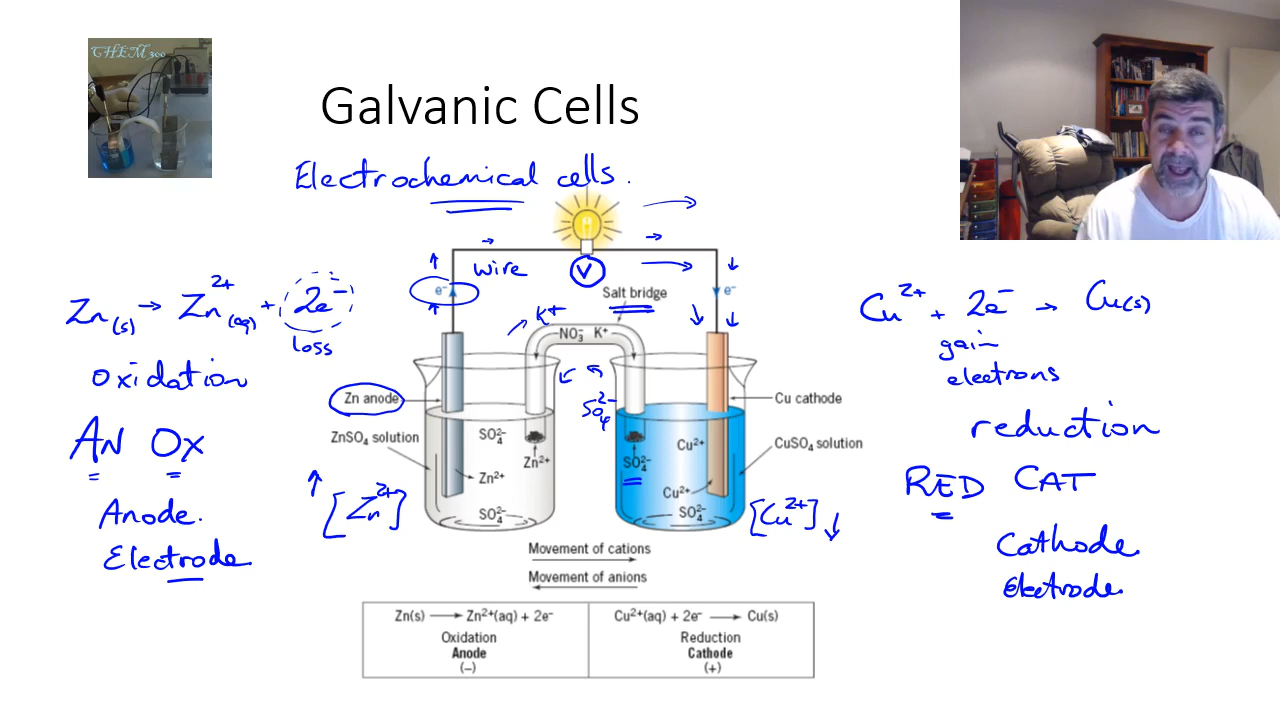 CHEM300
Galvanic Cells
Electrochemical cells.
wire
V
e⁻
e⁻
Salt bridge
K⁺
NO₃⁻ K⁺
Zn(s) → Zn²⁺(aq) + 2e⁻
loss
oxidation
AN OX
Anode.
Electrode
Cu²⁺ + 2e⁻ → Cu(s)
gain
electrons
reduction
RED CAT
Cathode
Electrode
Zn anode
ZnSO₄ solution
SO₄²⁻
Zn²⁺
Zn²⁺
SO₄²⁻
↑ [Zn²⁺]
SO₄²⁻
SO₄²⁻
Cu²⁺
Cu²⁺
SO₄²⁻
Cu cathode
CuSO₄ solution
[Cu²⁺] ↓
Movement of cations
Movement of anions
Zn(s) → Zn²⁺(aq) + 2e⁻
Oxidation
Anode
(−)
Cu²⁺(aq) + 2e⁻ → Cu(s)
Reduction
Cathode
(+)